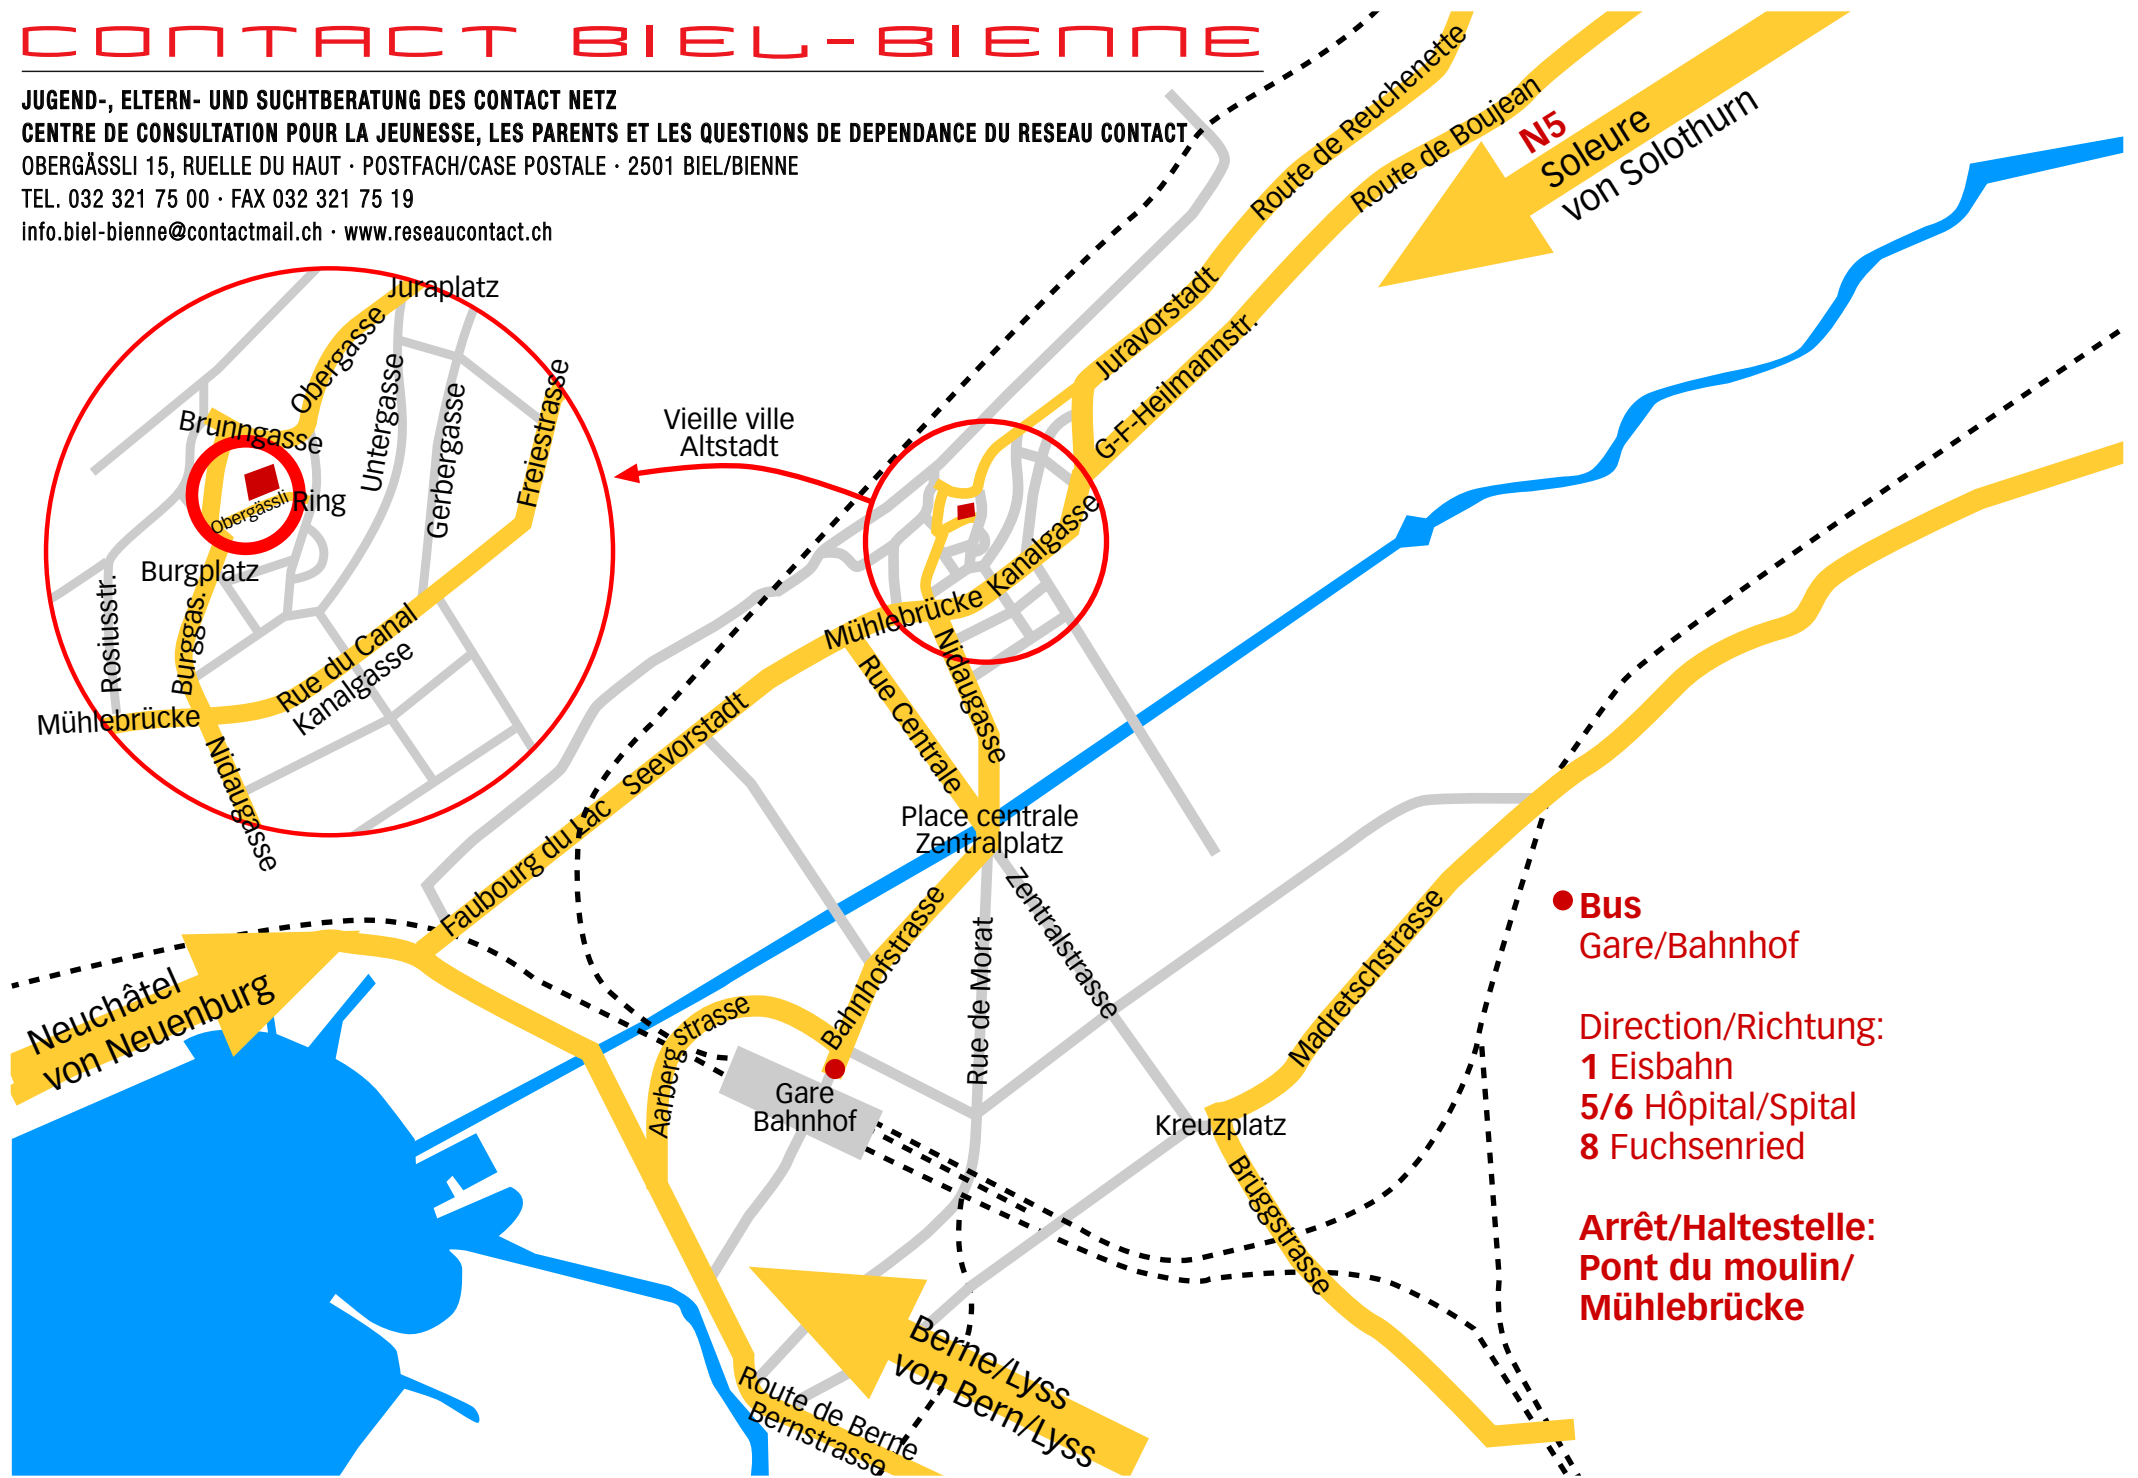 CONTACT BIEL-BIENNE
JUGEND-, ELTERN- UND SUCHTBERATUNG DES CONTACT NETZ
CENTRE DE CONSULTATION POUR LA JEUNESSE, LES PARENTS ET LES QUESTIONS DE DEPENDANCE DU RESEAU CONTACT
OBERGÄSSLI 15, RUELLE DU HAUT · POSTFACH/CASE POSTALE · 2501 BIEL/BIENNE
TEL. 032 321 75 00 · FAX 032 321 75 19
info.biel-bienne@contactmail.ch · www.reseaucontact.ch
Juraplatz
Obergasse
Untergasse
Gerbergasse
Freiestrasse
Brunngasse
Obergässli
Ring
Burgplatz
Rosiusstr.
Burggas.
Rue du Canal
Kanalgasse
Mühlebrücke
Nidaugasse
Vieille ville
Altstadt
Route de Reuchenette
Route de Boujean
N5
Soleure
von Solothurn
Juravorstadt
G-F-Heilmannstr.
Kanalgasse
Mühlebrücke
Nidaugasse
Rue Centrale
Faubourg du Lac Seevorstadt
Place centrale
Zentralplatz
Zentralstrasse
Bahnhofstrasse
Rue de Morat
Madretschstrasse
Neuchâtel
von Neuenburg
Aarberg strasse
Gare
Bahnhof
Kreuzplatz
Brüggstrasse
Berne/Lyss
von Bern/Lyss
Route de Berne
Bernstrasse
Bus
Gare/Bahnhof
Direction/Richtung:
1 Eisbahn
5/6 Hôpital/Spital
8 Fuchsenried
Arrêt/Haltestelle:
Pont du moulin/
Mühlebrücke